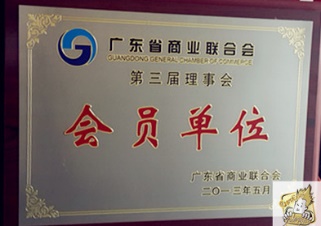 广东省商业联合会
GUANGDONG GENERAL CHAMBER OF COMMERCE
第三届理事会
会员单位
广东省商业联合会
二〇一三年五月